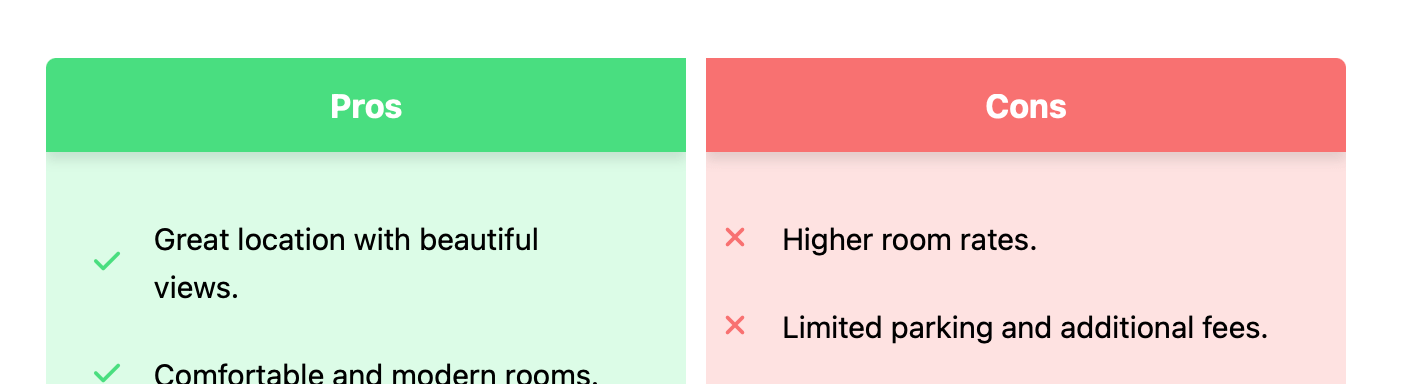 Pros
Great location with beautiful
views.
Comfortable and modern rooms.
Cons
Higher room rates.
Limited parking and additional fees.